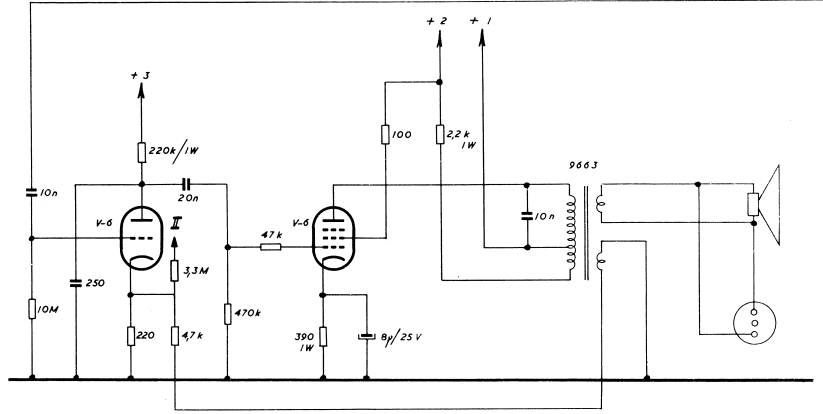 + 2
+ 1
+ 3
220k/1W
100
2,2k
1W
9663
10n
20n
V-6
II
V-6
10n
47k
3,3M
250
10M
470k
220
4,7k
390
1W
8µ/25V